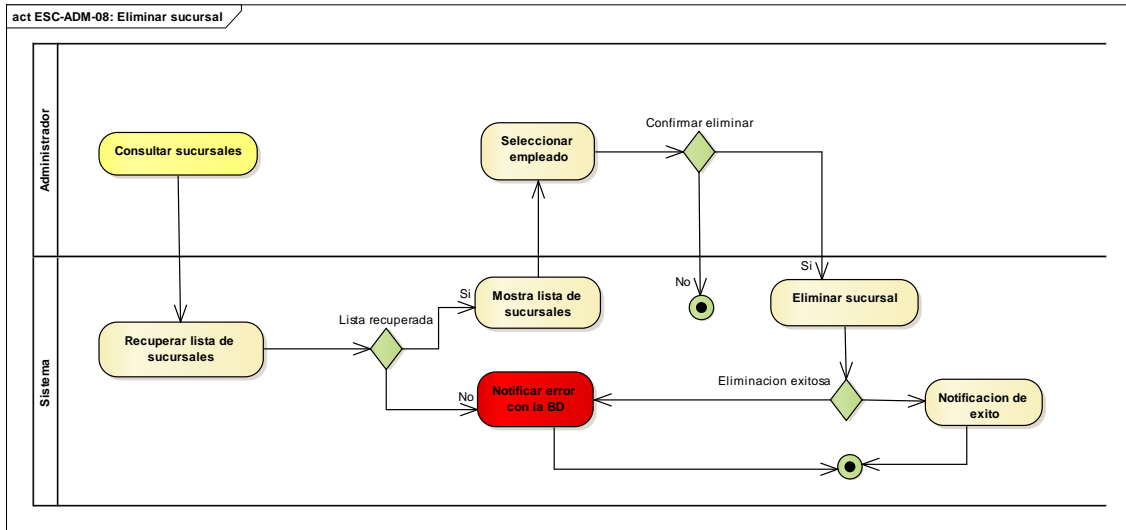 act ESC-ADM-08: Eliminar sucursal
Administrador
Consultar sucursales
Seleccionar
empleado
Confirmar eliminar
No
Si
Sistema
Recuperar lista de
sucursales
Lista recuperada
Si
No
Mostra lista de
sucursales
Notificar error
con la BD
Eliminar sucursal
Eliminacion exitosa
Notificacion de
exito